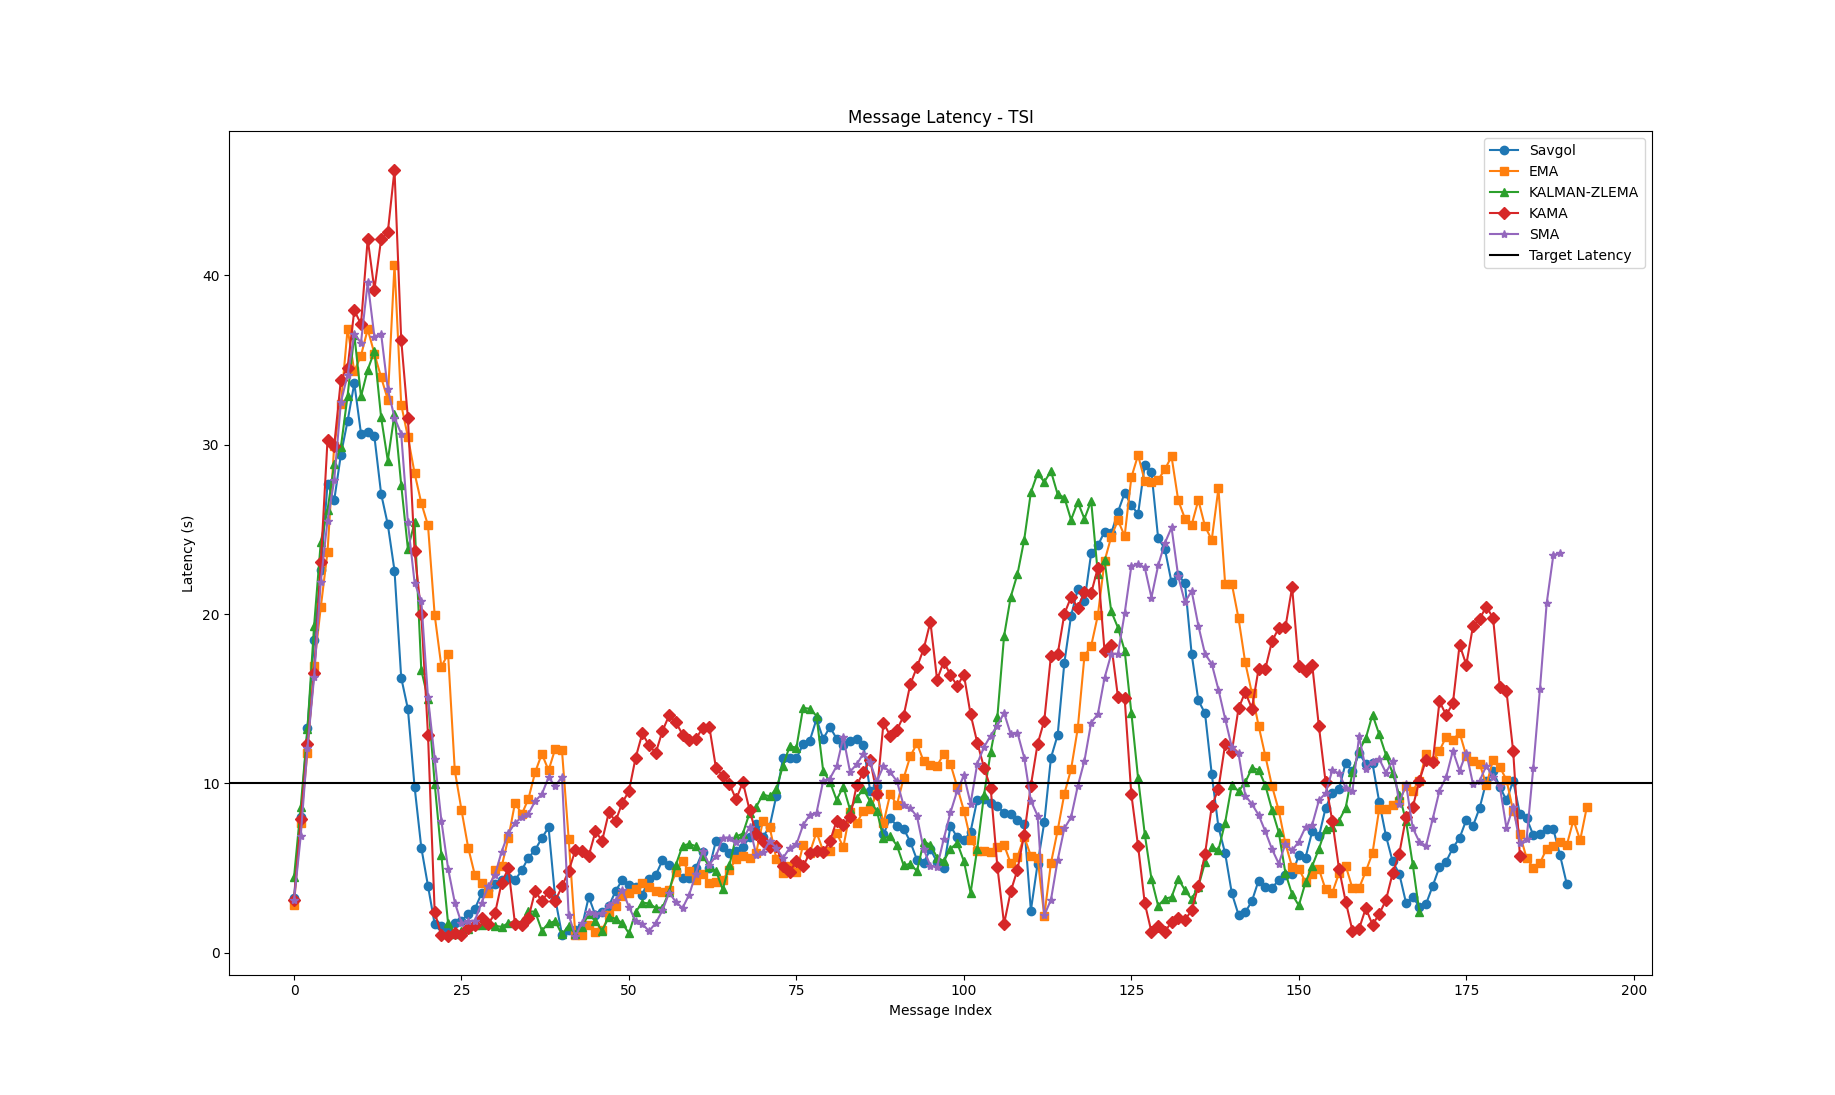 Message Latency - TSI
Savgol
EMA
KALMAN-ZLEMA
KAMA
SMA
Target Latency
Latency (s)
40
30
20
10
0
0 25 50 75 100 125 150 175 200
Message Index